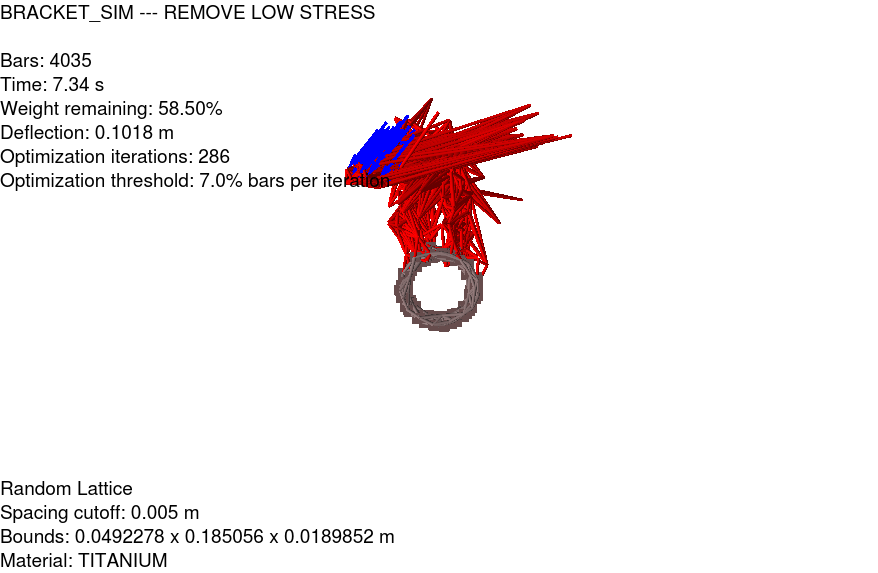 BRACKET_SIM --- REMOVE LOW STRESS
Bars: 4035
Time: 7.34 s
Weight remaining: 58.50%
Deflection: 0.1018 m
Optimization iterations: 286
Optimization threshold: 7.0% bars per iteration
Random Lattice
Spacing cutoff: 0.005 m
Bounds: 0.0492278 x 0.185056 x 0.0189852 m
Material: TITANIUM